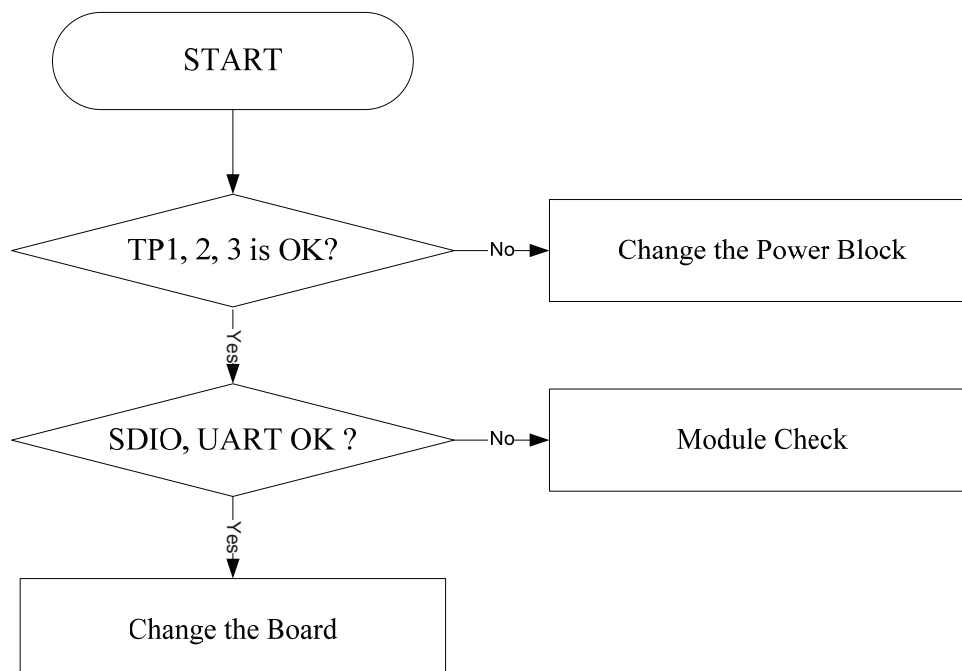 START
TP1, 2, 3 is OK?
No
Change the Power Block
Yes
SDIO, UART OK ?
No
Module Check
Yes
Change the Board